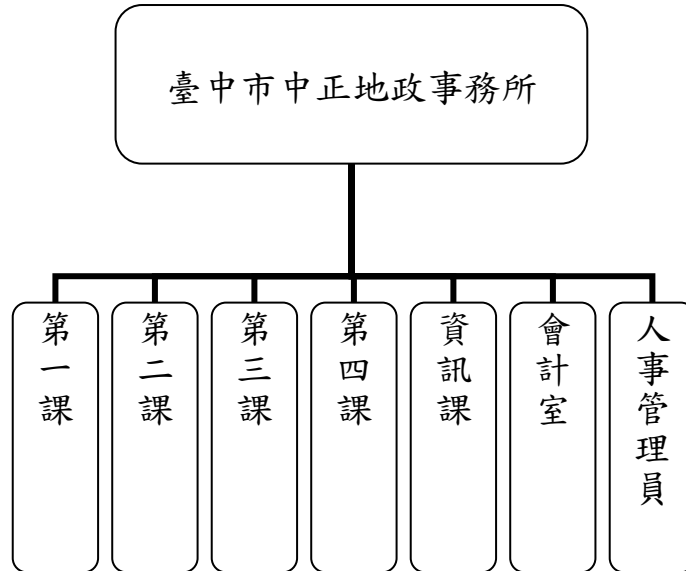 臺中市中正地政事務所
第一課
第二課
第三課
第四課
資訊課
會計室
人事管理員